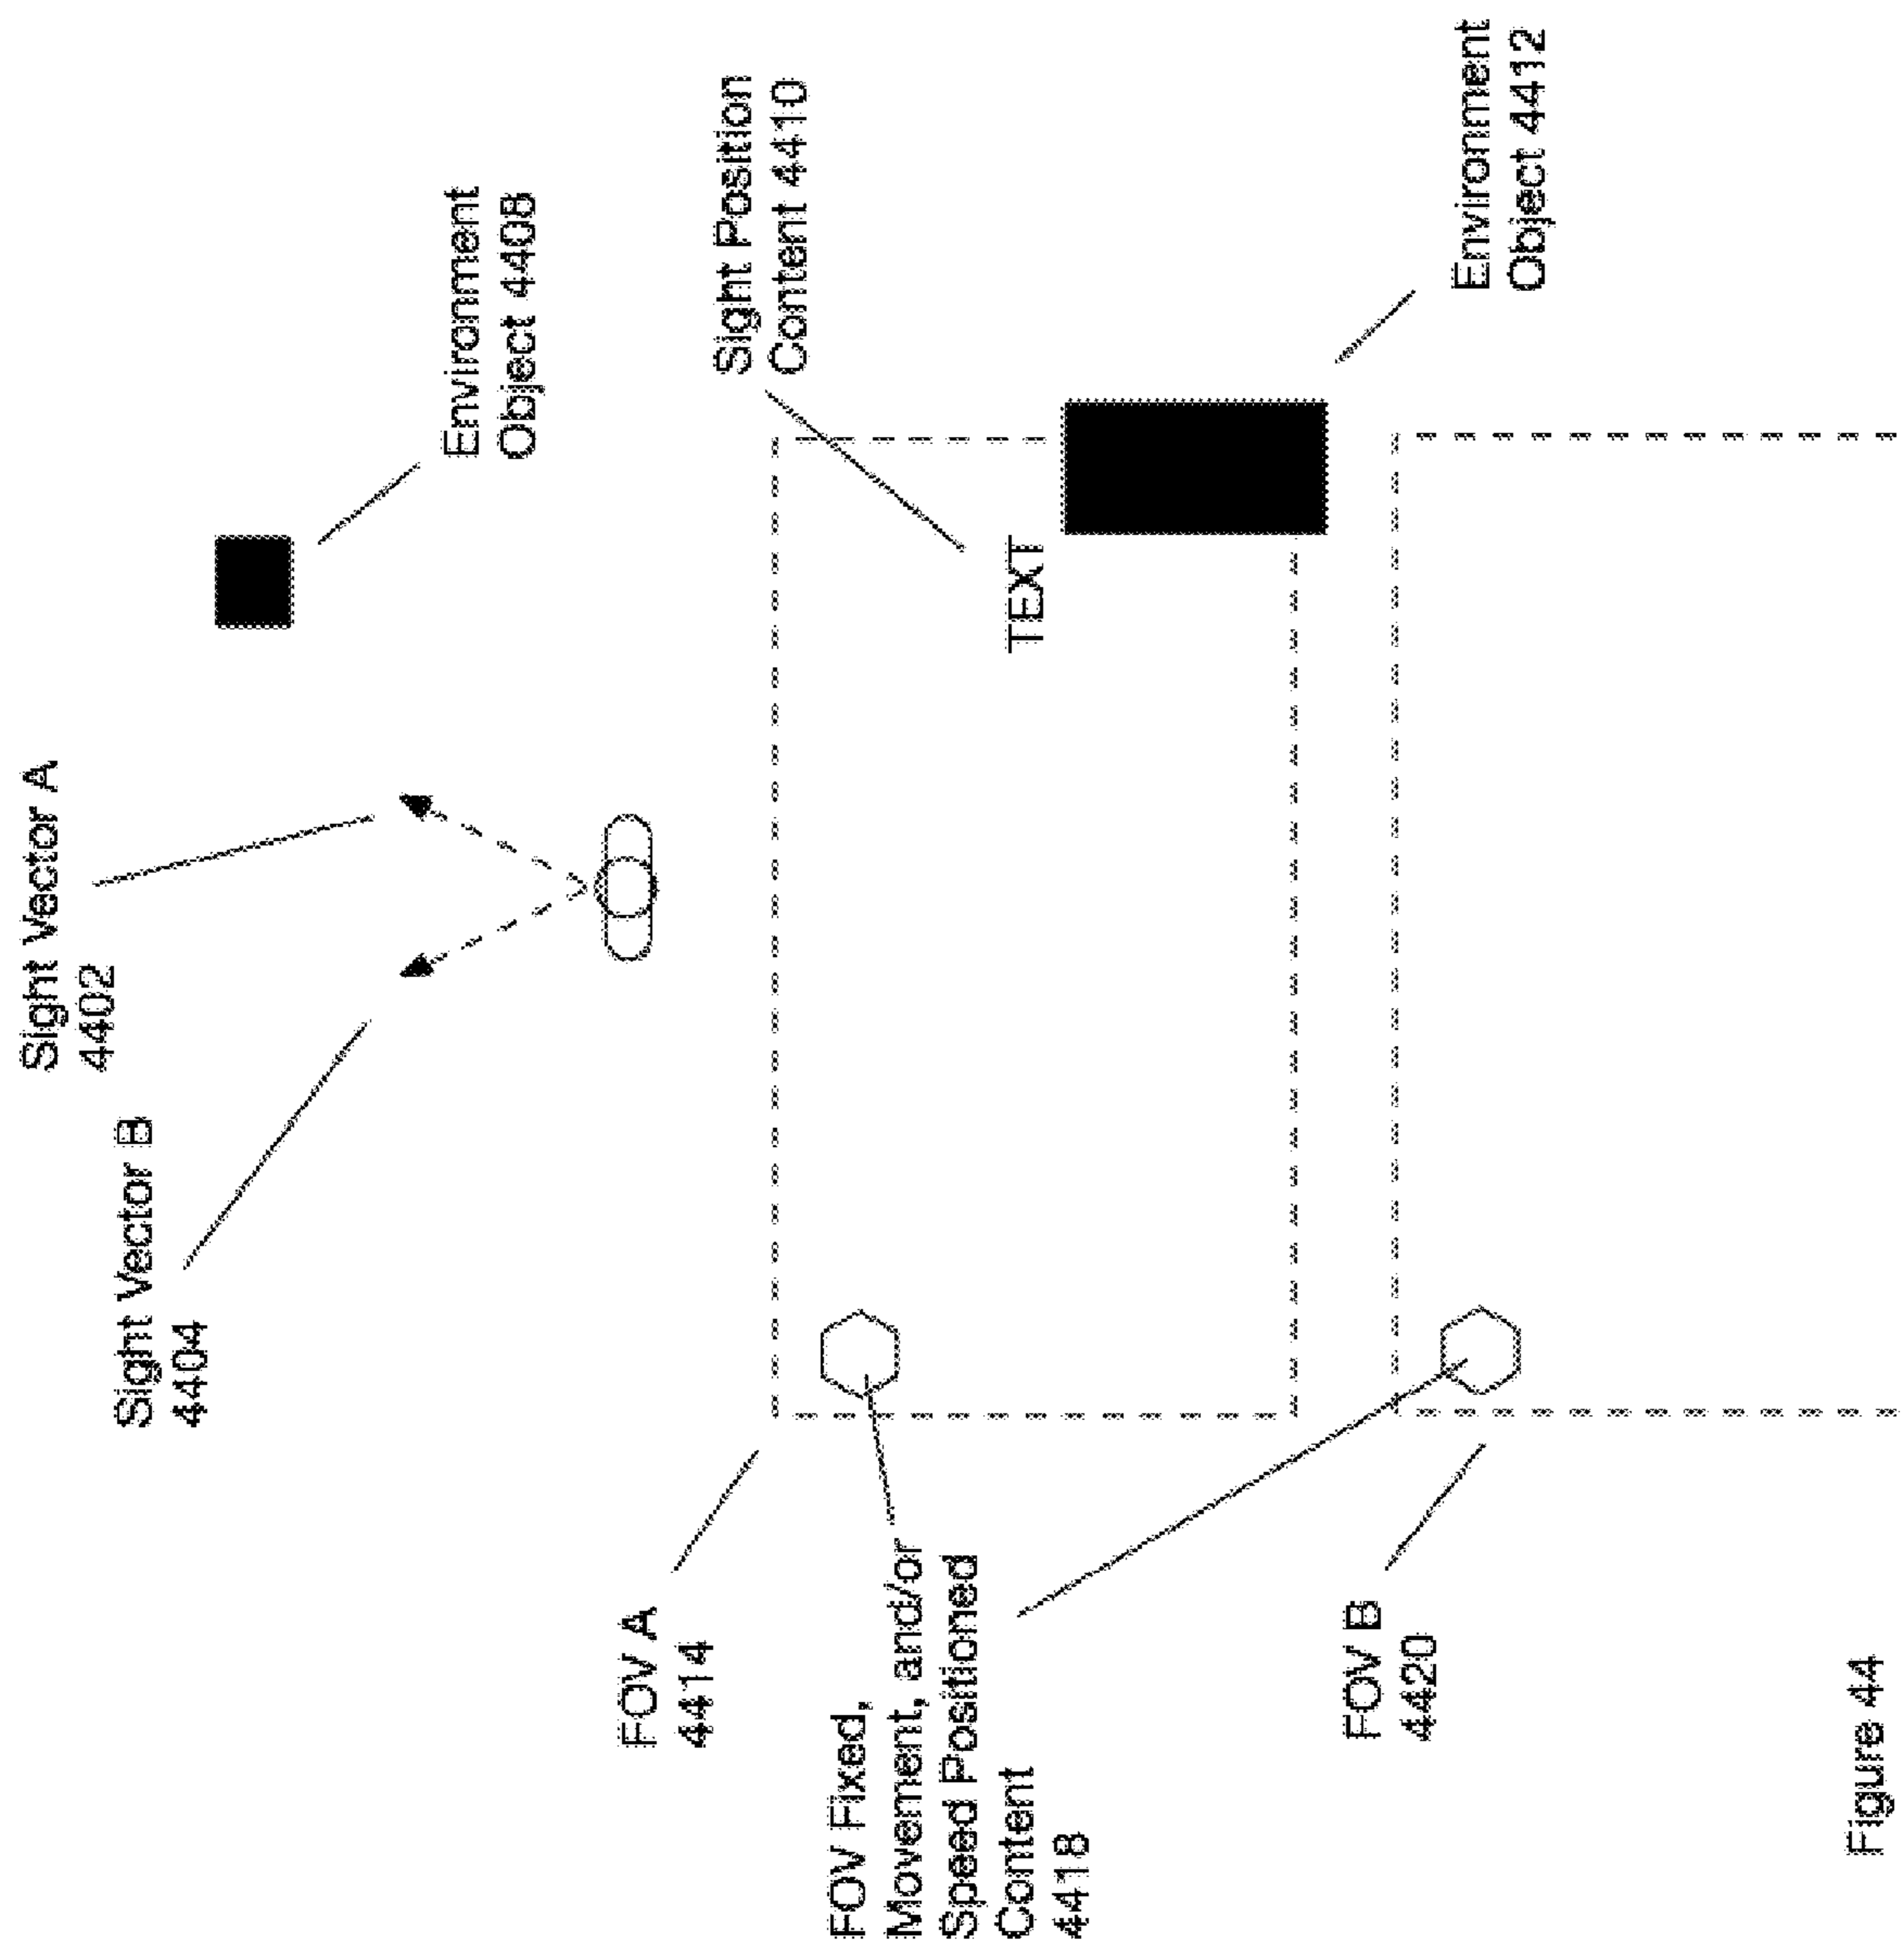 Sight Vector A
4402
Sight Vector B
4404
Environment
Object 4408
FOV A
4414
Sight Position
Content 4410
TEXT
FOV Fixed,
Movement, and/or
Speed Positioned
Content
4418
Environment
Object 4412
FOV B
4420
Figure 44